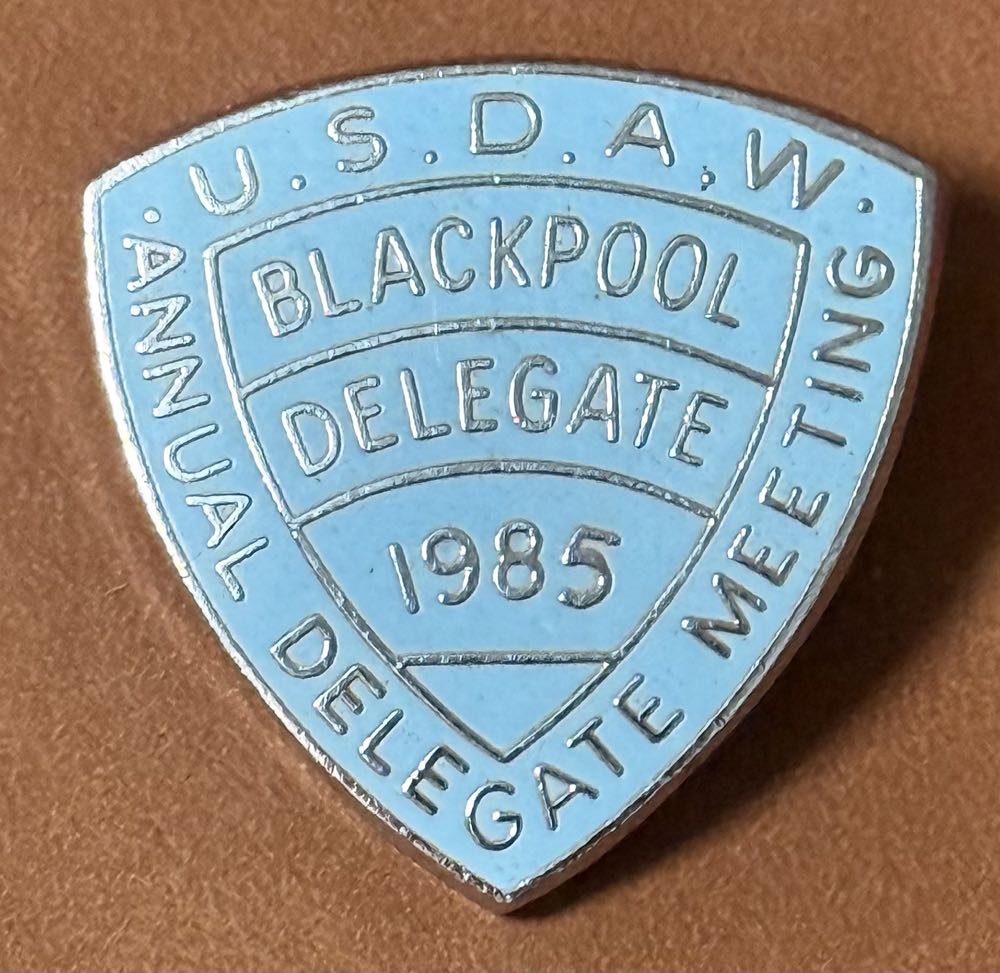 · U.S.D.A.W. ·
BLACKPOOL
DELEGATE
1985
ANNUAL DELEGATE MEETING